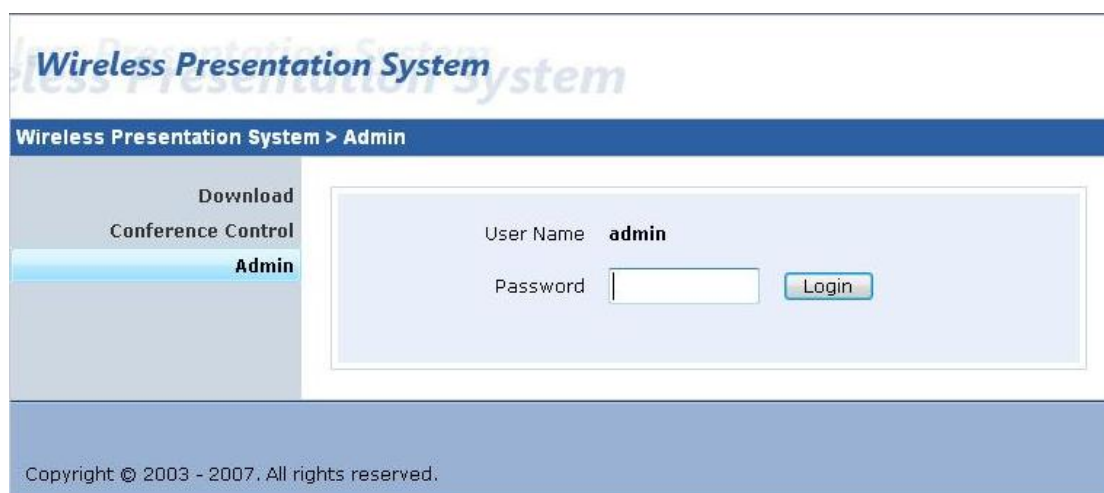 Wireless Presentation System
Wireless Presentation System > Admin
Download
Conference Control
Admin
User Name admin
Password Login
Copyright © 2003 - 2007. All rights reserved.